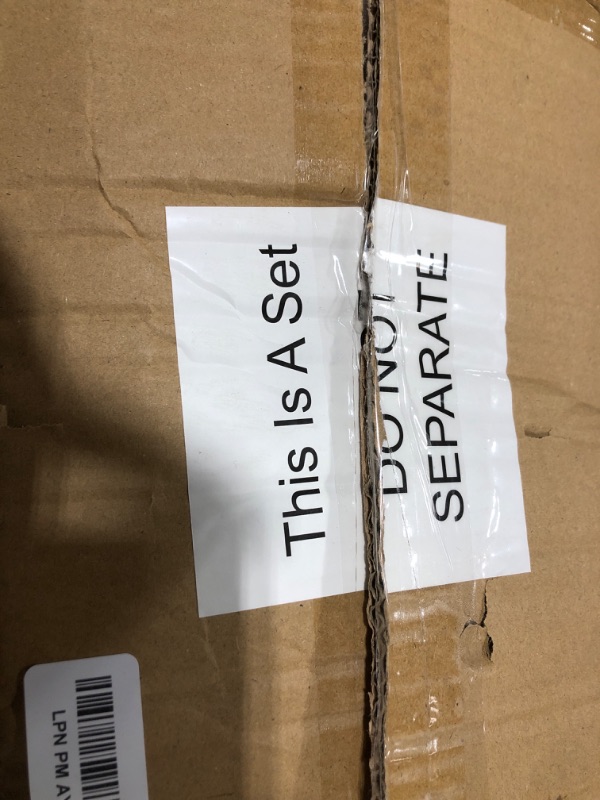 This Is A Set
DO NOT
SEPARATE
LPN PM